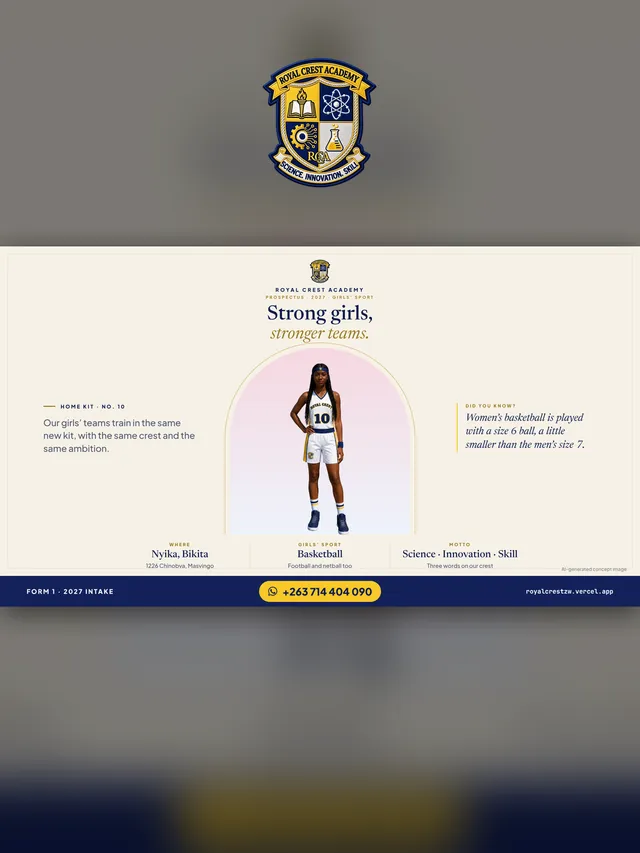 ROYAL CREST ACADEMY
RCA
SCIENCE. INNOVATION. SKILL
ROYAL CREST ACADEMY
PROSPECTUS · 2027 · GIRLS' SPORT
Strong girls,
stronger teams.
HOME KIT · NO. 10
Our girls’ teams train in the same
new kit, with the same crest and the
same ambition.
ROYAL CREST
10
DID YOU KNOW?
Women’s basketball is played
with a size 6 ball, a little
smaller than the men’s size 7.
WHERE
Nyika, Bikita
1226 Chinobva, Masvingo
GIRLS' SPORT
Basketball
Football and netball too
MOTTO
Science · Innovation · Skill
Three words on our crest
AI-generated concept image
FORM 1 · 2027 INTAKE
+263 714 404 090
royalcrestzw.vercel.app